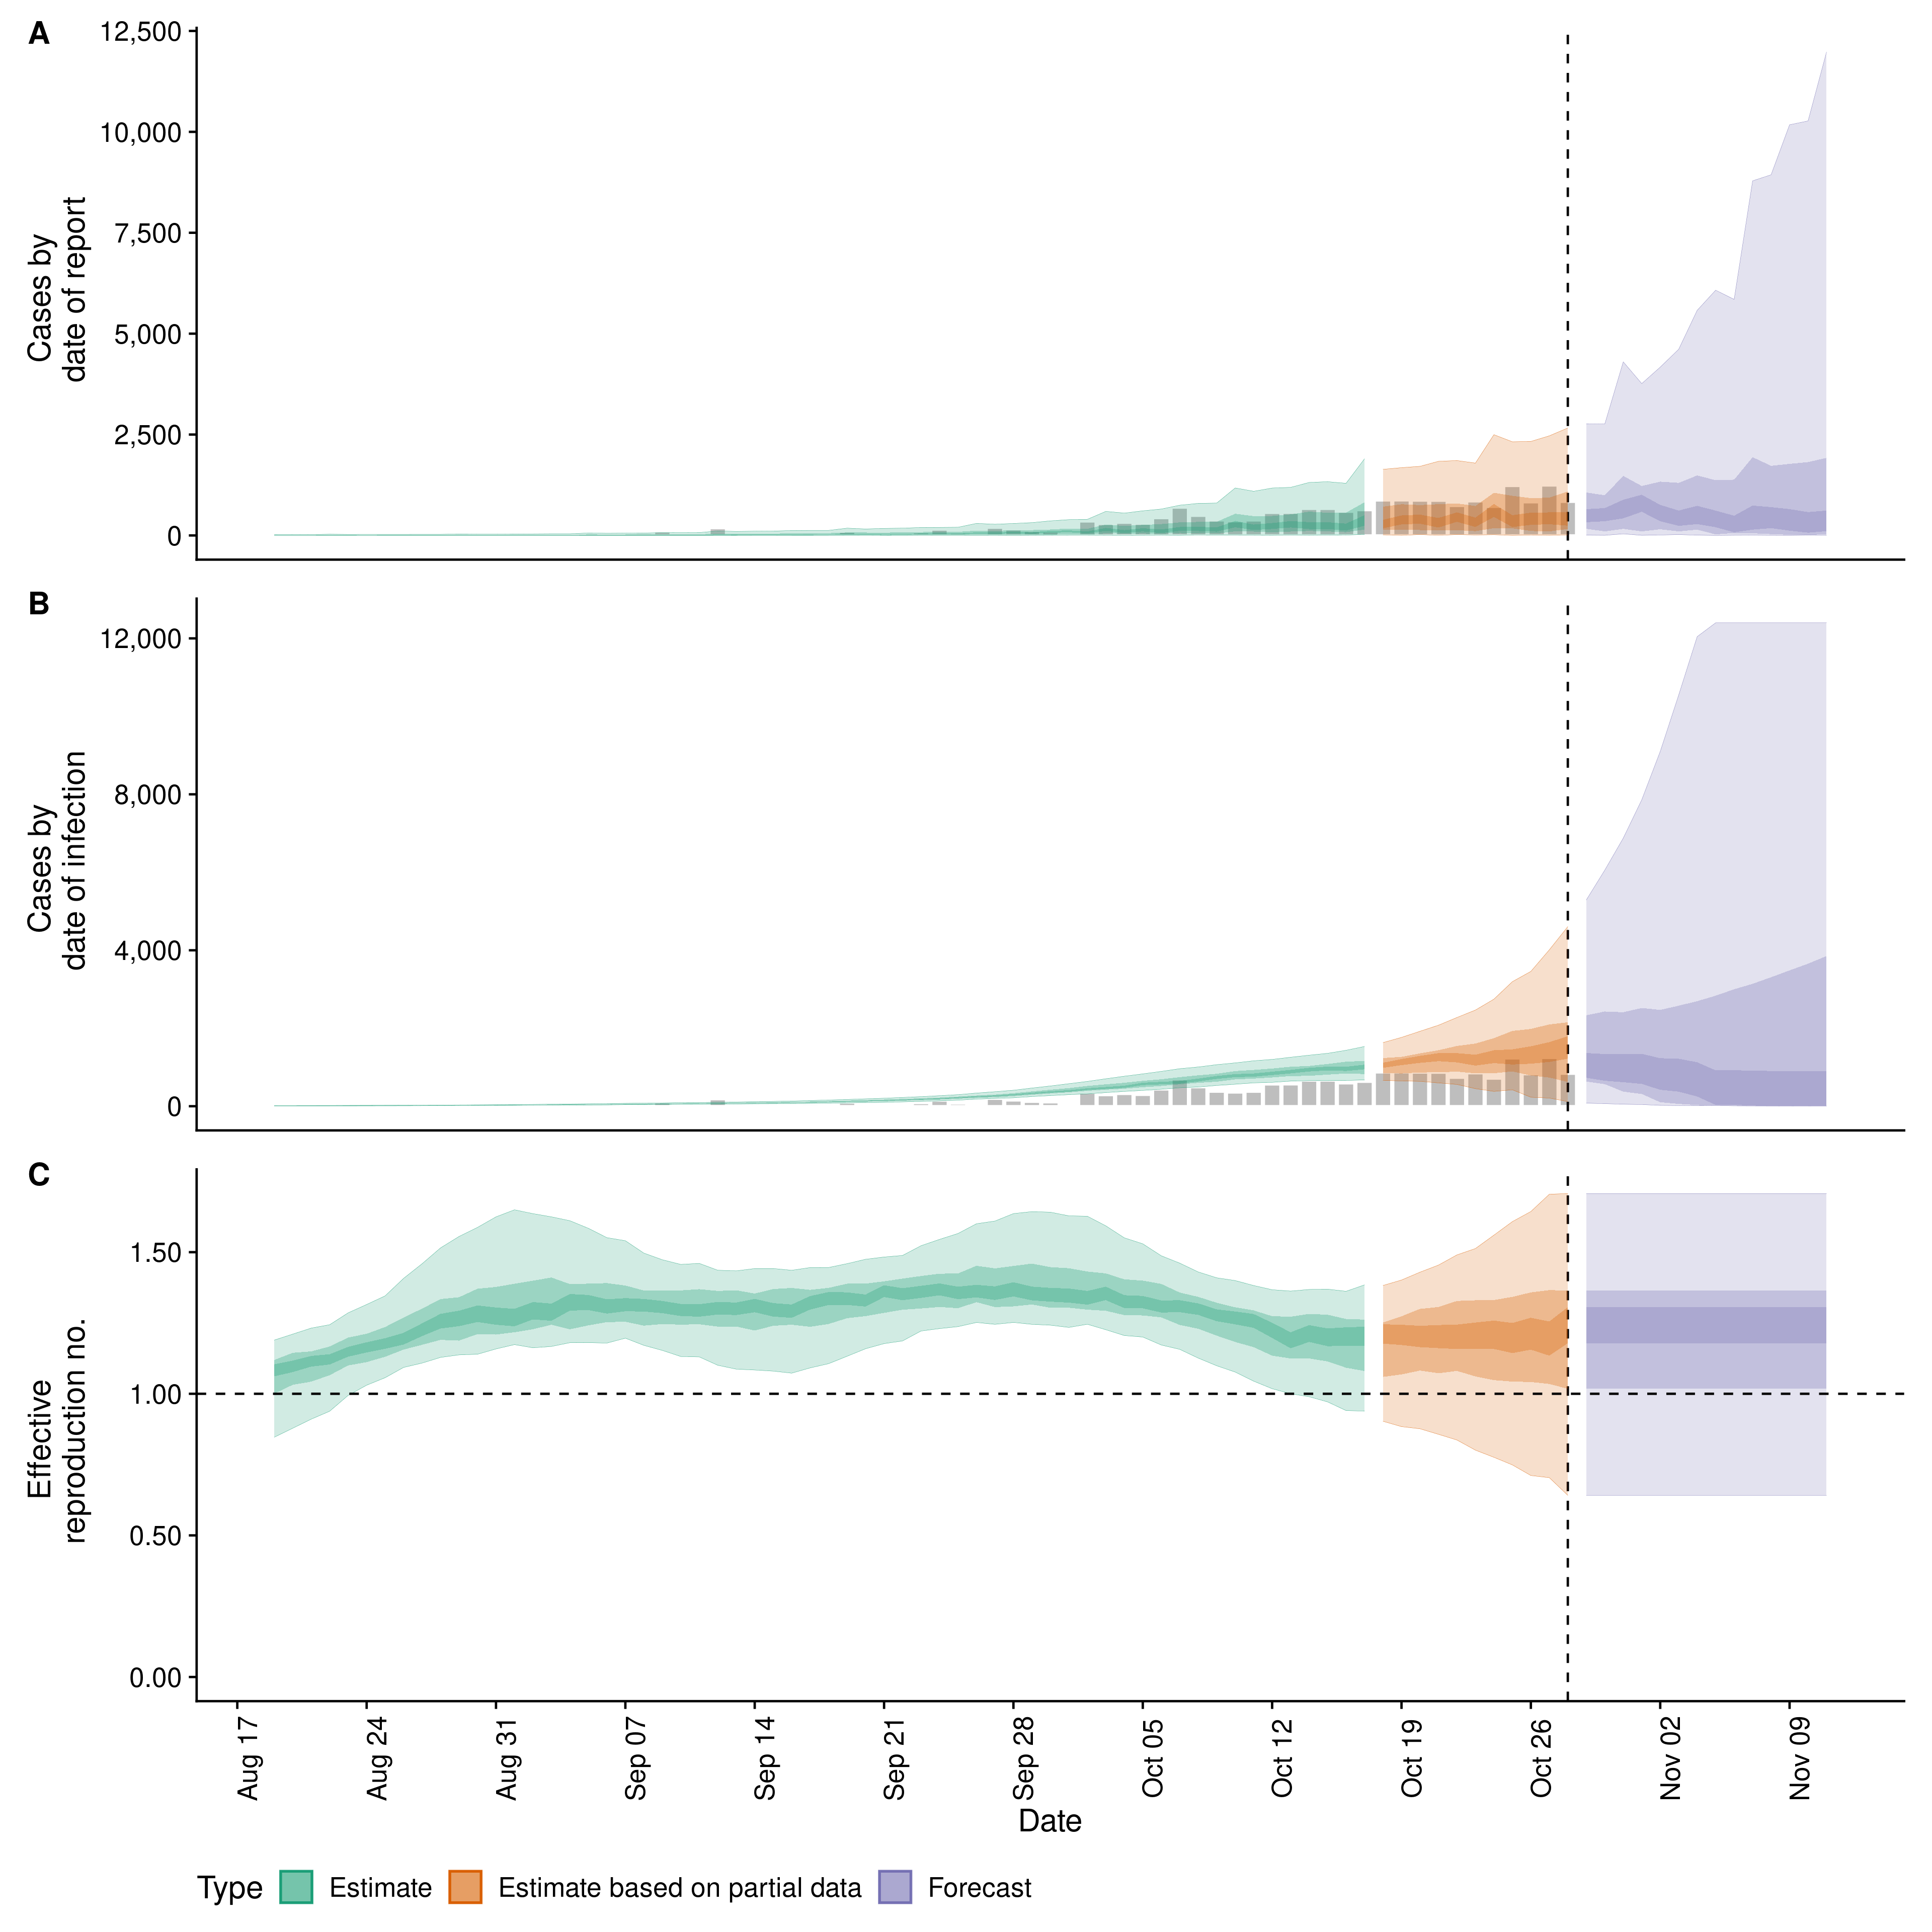 A
12,500
10,000
7,500
5,000
2,500
0
Cases by
date of report
B
12,000
8,000
4,000
0
Cases by
date of infection
C
1.50
1.00
0.50
0.00
Effective
reproduction no.
Aug 17
Aug 24
Aug 31
Sep 07
Sep 14
Sep 21
Sep 28
Oct 05
Oct 12
Oct 19
Oct 26
Nov 02
Nov 09
Date
Type
Estimate
Estimate based on partial data
Forecast